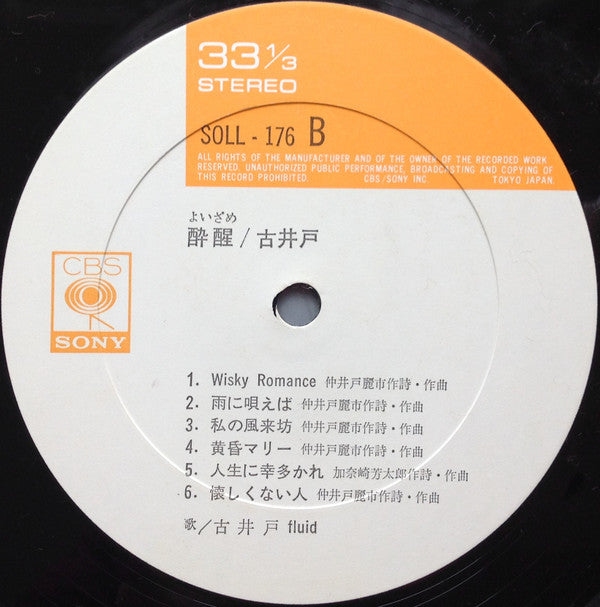 33 1/3
STEREO
SOLL - 176 B
ALL RIGHTS OF THE MANUFACTURER AND OF THE OWNER OF THE RECORDED WORK
RESERVED. UNAUTHORIZED PUBLIC PERFORMANCE, BROADCASTING AND COPYING OF
THIS RECORD PROHIBITED. CBS/SONY INC. TOKYO JAPAN.
よいざめ
酔醒/古井戸
CBS
SONY
1. Wisky Romance 仲井戸麗市作詩・作曲
2. 雨に唄えば 仲井戸麗市作詩・作曲
3. 私の風来坊 仲井戸麗市作詩・作曲
4. 黄昏マリー 仲井戸麗市作詩・作曲
5. 人生に幸多かれ 加奈崎芳太郎作詩・作曲
6. 懐しくない人 仲井戸麗市作詩・作曲
歌/古井戸 fluid